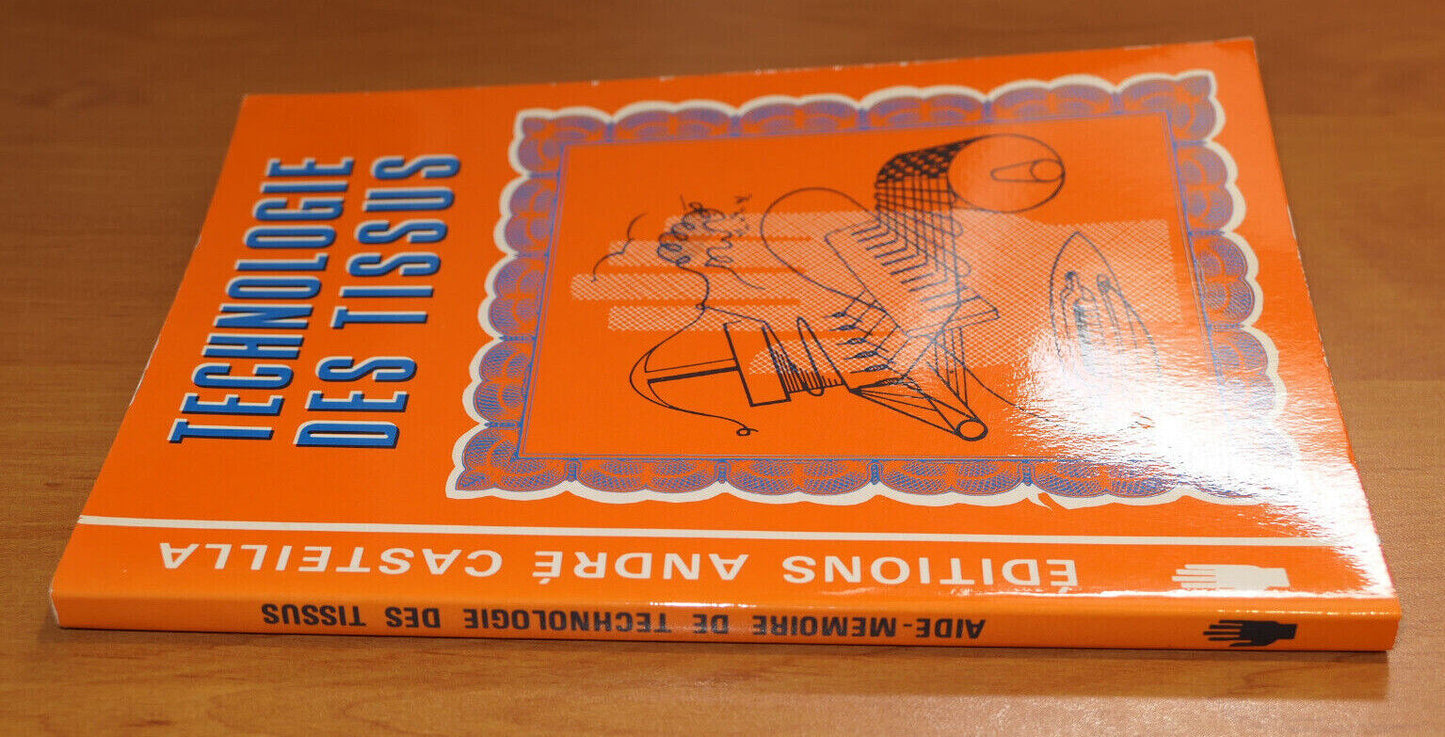 TECHNOLOGIE
DES TISSUS
ÉDITIONS ANDRÉ CASTEILLA
AIDE-MEMOIRE DE TECHNOLOGIE DES TISSUS